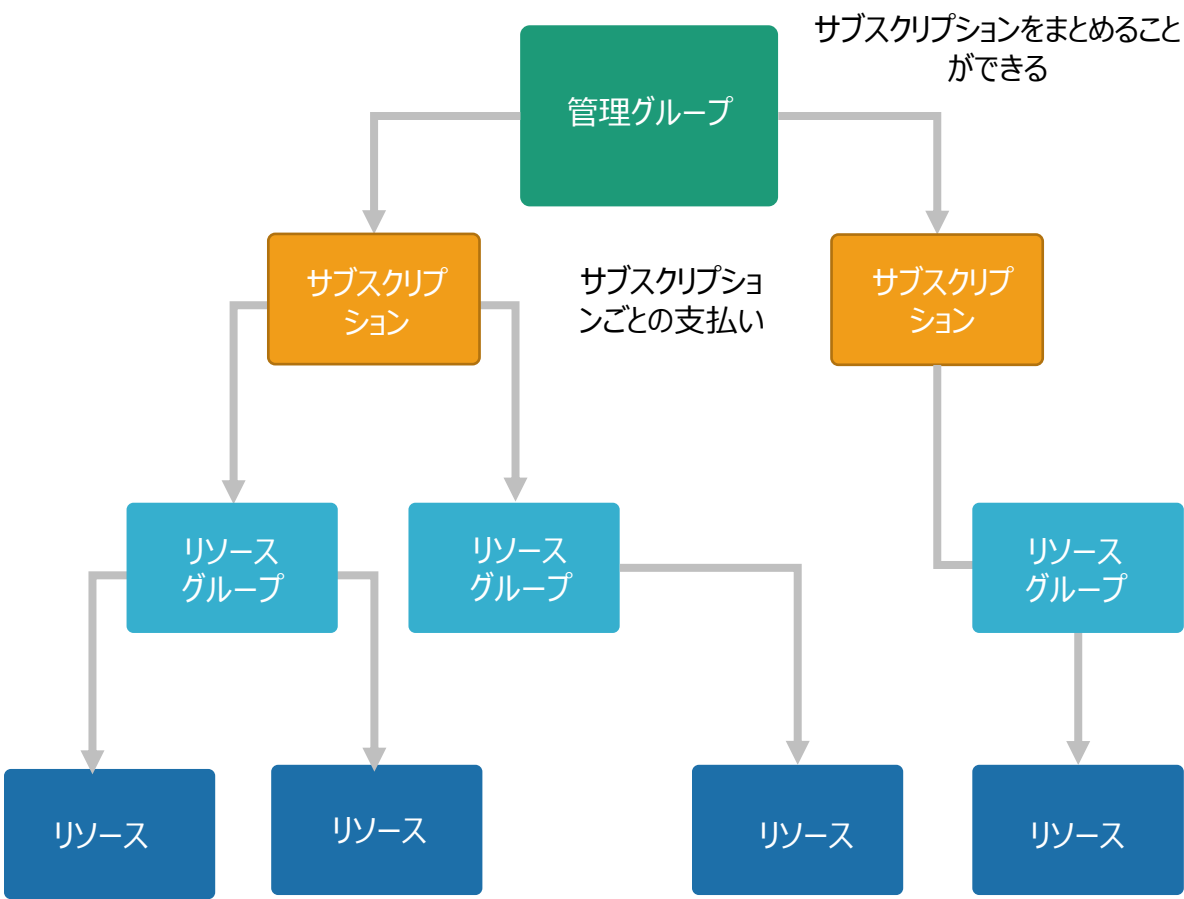 サブスクリプションをまとめること
ができる
管理グループ
サブスクリプ
ション
サブスクリプショ
ンごとの支払い
サブスクリプ
ション
リソース
グループ
リソース
グループ
リソース
グループ
リソース
リソース
リソース
リソース